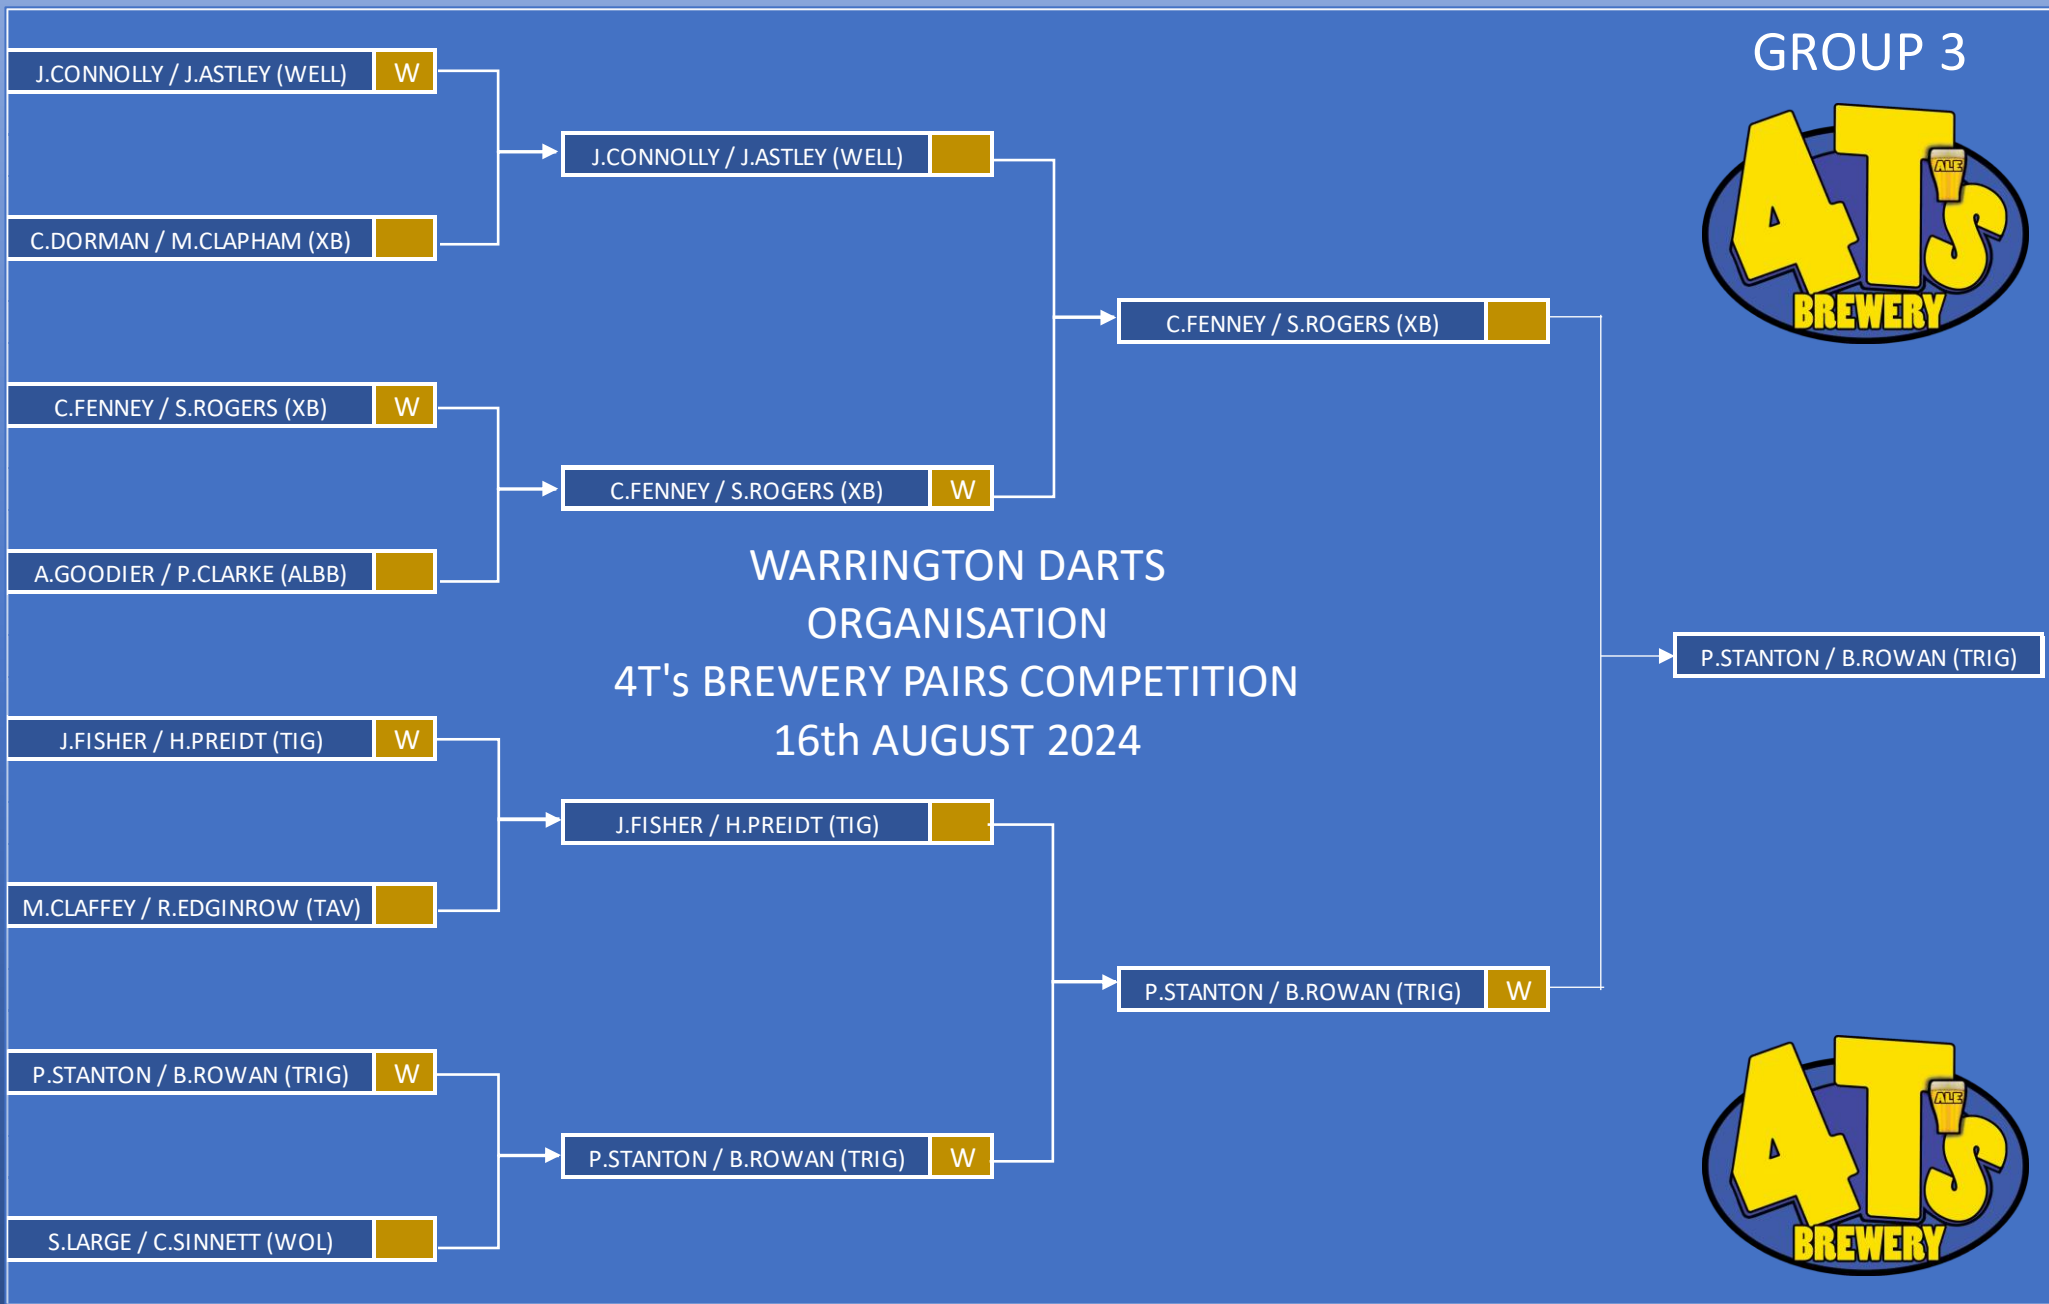 GROUP 3
4T's
ALE
BREWERY
J.CONNOLLY / J.ASTLEY (WELL) W
C.DORMAN / M.CLAPHAM (XB)
C.FENNEY / S.ROGERS (XB) W
A.GOODIER / P.CLARKE (ALBB)
J.FISHER / H.PREIDT (TIG) W
M.CLAFFEY / R.EDGINROW (TAV)
P.STANTON / B.ROWAN (TRIG) W
S.LARGE / C.SINNETT (WOL)
J.CONNOLLY / J.ASTLEY (WELL)
C.FENNEY / S.ROGERS (XB) W
WARRINGTON DARTS
ORGANISATION
4T's BREWERY PAIRS COMPETITION
16th AUGUST 2024
J.FISHER / H.PREIDT (TIG)
P.STANTON / B.ROWAN (TRIG) W
C.FENNEY / S.ROGERS (XB)
P.STANTON / B.ROWAN (TRIG) W
P.STANTON / B.ROWAN (TRIG)
4T's
ALE
BREWERY